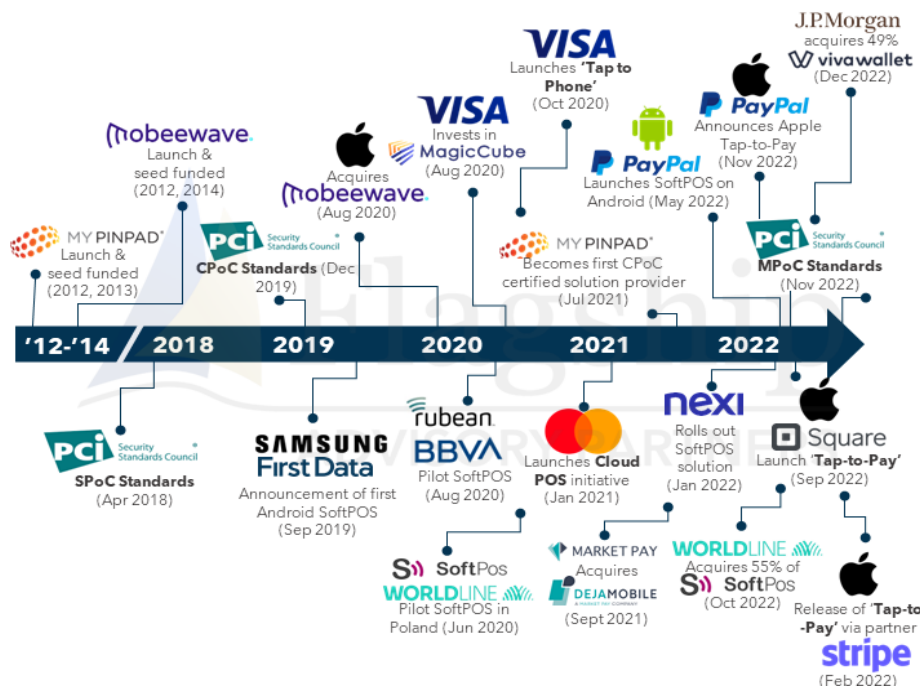 J.P.Morgan
acquires 49%
vivawallet
(Dec 2022)
VISA
Launches 'Tap to
Phone'
(Oct 2020)
PayPal
Announces Apple
Tap-to-Pay
(Nov 2022)
VISA
Invests in
MagicCube
(Aug 2020)
mobeewave.
Launch &
seed funded
(2012, 2014)
Acquires
mobeewave.
(Aug 2020)
PayPal
Launches SoftPOS on
Android (May 2022)
MYPINPAD
Launch &
seed funded
(2012, 2013)
PCi Security Standards Council
CPoC Standards (Dec
2019)
MYPINPAD
Becomes first CPoC
certified solution provider
(Jul 2021)
PCi Security Standards Council
MPoC Standards
(Nov 2022)
Flagship
ADVISORY PARTNERS
'12-'14 2018 2019 2020 2021 2022
PCi Security Standards Council
SPoC Standards
(Apr 2018)
SAMSUNG
First Data
Announcement of first
Android SoftPOS
(Sep 2019)
rubean
BBVA
Pilot SoftPOS
(Aug 2020)
Launches Cloud
POS initiative
(Jan 2021)
nexi
Rolls out
SoftPOS
solution
(Jan 2022)
Square
Launch 'Tap-to-Pay'
(Sep 2022)
S SoftPos
WORLDLINE
Pilot SoftPOS in
Poland (Jun 2020)
MARKET PAY
Acquires
DEJAMOBILE
A MARKET PAY COMPANY
(Sept 2021)
WORLDLINE
Acquires 55% of
S SoftPos
(Oct 2022)
Release of 'Tap-to
-Pay' via partner
stripe
(Feb 2022)